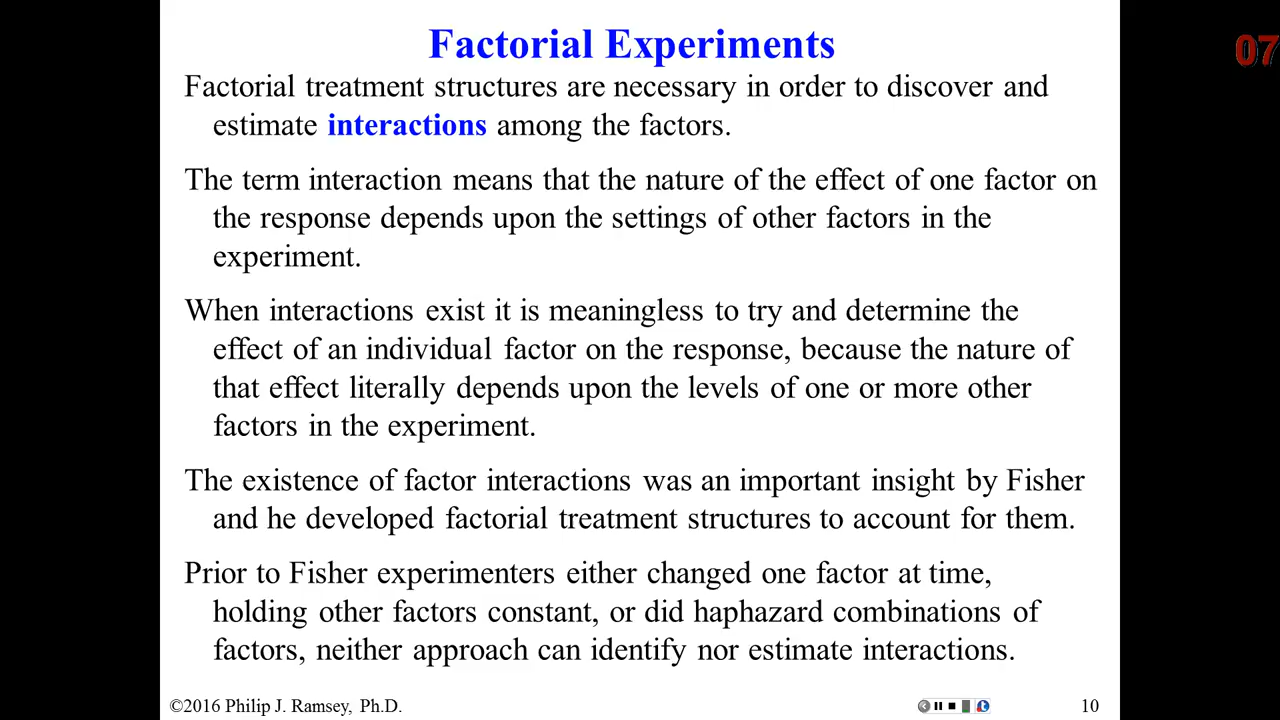 Factorial Experiments
07
Factorial treatment structures are necessary in order to discover and
estimate interactions among the factors.
The term interaction means that the nature of the effect of one factor on
the response depends upon the settings of other factors in the
experiment.
When interactions exist it is meaningless to try and determine the
effect of an individual factor on the response, because the nature of
that effect literally depends upon the levels of one or more other
factors in the experiment.
The existence of factor interactions was an important insight by Fisher
and he developed factorial treatment structures to account for them.
Prior to Fisher experimenters either changed one factor at time,
holding other factors constant, or did haphazard combinations of
factors, neither approach can identify nor estimate interactions.
©2016 Philip J. Ramsey, Ph.D.
10